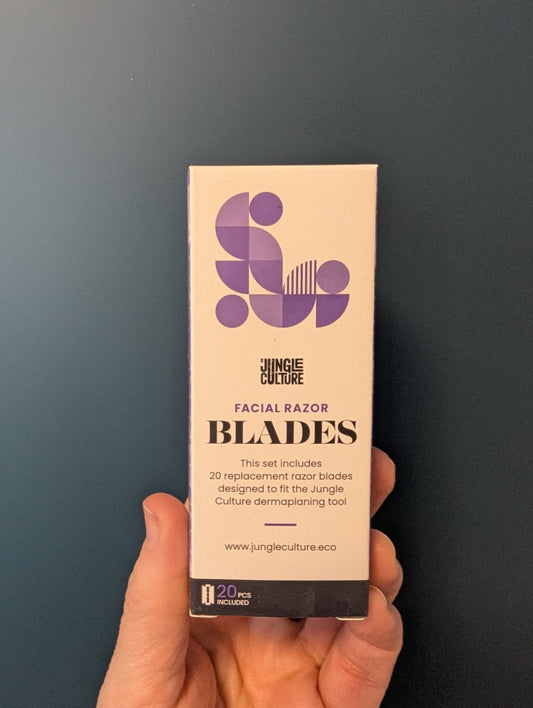 JUNGLE
CULTURE
FACIAL RAZOR
BLADES
This set includes
20 replacement razor blades
designed to fit the Jungle
Culture dermaplaning tool
www.jungleculture.eco
20 PCS
INCLUDED